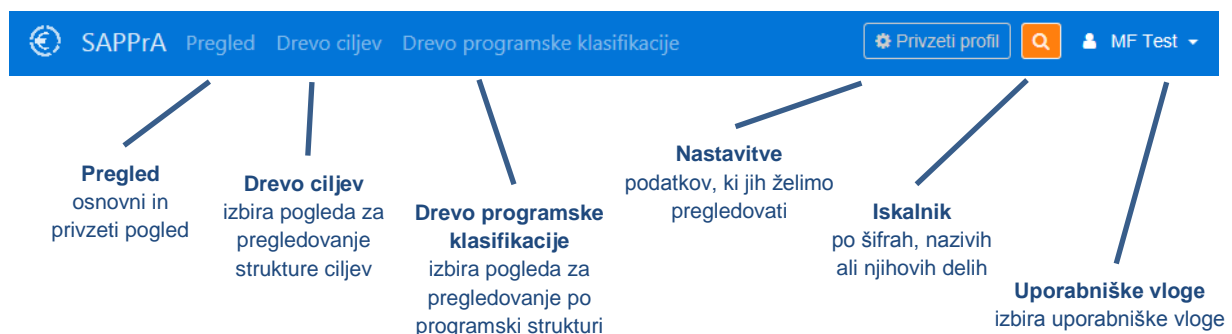 SAPPrA Pregled Drevo ciljev Drevo programske klasifikacije Privzeti profil MF Test
Pregled
osnovni in
privzeti pogled
Drevo ciljev
izbira pogleda za
pregledovanje
strukture ciljev
Drevo programske
klasifikacije
izbira pogleda za
pregledovanje po
programski strukturi
Nastavitve
podatkov, ki jih želimo
pregledovati
Iskalnik
po šifrah, nazivih
ali njihovih delih
Uporabniške vloge
izbira uporabniške vloge